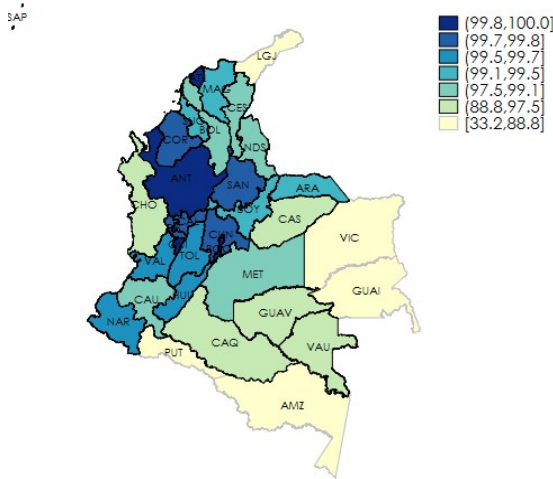 SAP
(99.8,100.0]
(99.7,99.8]
(99.5,99.7]
(99.1,99.5]
(97.5,99.1]
(88.8,97.5]
[33.2,88.8]
LGJ
MAG
CES
COR
BOL
NDS
ANT
SAN
ARA
CHO
BOY
CAS
CUN
VIC
VAL
TOL
MET
GUAI
CAU
HUI
NAR
GUAV
CAQ
VAU
PUT
AMZ